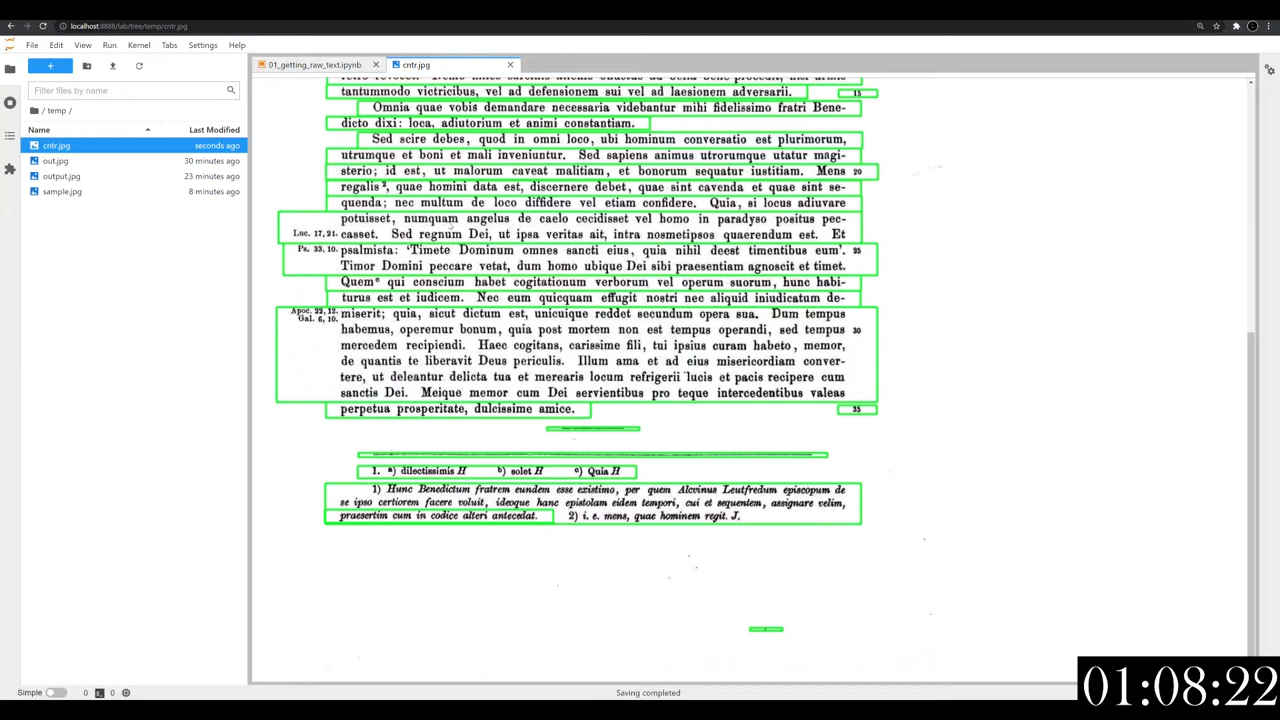 localhost:8888/lab/tree/temp/cntr.jpg
File Edit View Run Kernel Tabs Settings Help
01_getting_raw_text.ipynb
cntr.jpg
Filter files by name
/ temp /
Name Last Modified
cntr.jpg seconds ago
out.jpg 30 minutes ago
output.jpg 23 minutes ago
sample.jpg 8 minutes ago
tantummodo victricibus, vel ad defensionem sui vel ad laesionem adversarii. 15
Omnia quae vobis demandare necessaria videbantur mihi fidelissimo fratri Bene-
dicto dixi: loca, adiutorium et animi constantiam.
Sed scire debes, quod in omni loco, ubi hominum conversatio est plurimorum,
utrumque et boni et mali inveniuntur. Sed sapiens animus utrorumque utatur magi-
sterio; id est, ut malorum caveat malitiam, et bonorum sequatur iustitiam. Mens 20
regalis², quae homini data est, discernere debet, quae sint cavenda et quae sint se-
quenda; nec multum de loco diffidere vel etiam confidere. Quia, si locus adiuvare
potuisset, numquam angelus de caelo cecidisset vel homo in paradyso positus pec-
Luc. 17, 21. casset. Sed regnum Dei, ut ipsa veritas ait, intra nosmetipsos quaerendum est. Et
Ps. 33, 10. psalmista: 'Timete Dominum omnes sancti eius, quia nihil deest timentibus eum'. 25
Timor Domini peccare vetat, dum homo ubique Dei sibi praesentiam agnoscit et timet.
Quemᶜ qui conscium habet cogitationum verborum vel operum suorum, hunc habi-
turus est et iudicem. Nec eum quicquam effugit nostri nec aliquid iniudicatum de-
Apoc. 22, 12. miserit; quia, sicut dictum est, unicuique reddet secundum opera sua. Dum tempus
Gal. 6, 10. habemus, operemur bonum, quia post mortem non est tempus operandi, sed tempus 30
mercedem recipiendi. Haec cogitans, carissime fili, tui ipsius curam habeto, memor,
de quantis te liberavit Deus periculis. Illum ama et ad eius misericordiam conver-
tere, ut deleantur delicta tua et merearis locum refrigerii lucis et pacis recipere cum
sanctis Dei. Meique memor cum Dei servientibus pro teque intercedentibus valeas
perpetua prosperitate, dulcissime amice. 35
1. a) dilectissimis H b) solet H c) Quia H
1) Hunc Benedictum fratrem eundem esse existimo, per quem Alcvinus Leutfredum episcopum de
se ipso certiorem facere voluit, ideoque hanc epistolam eidem tempori, cui et sequentem, assignare velim,
praesertim cum in codice alteri antecedat. 2) i. e. mens, quae hominem regit. J.
Simple 0 0 Saving completed
01:08:22